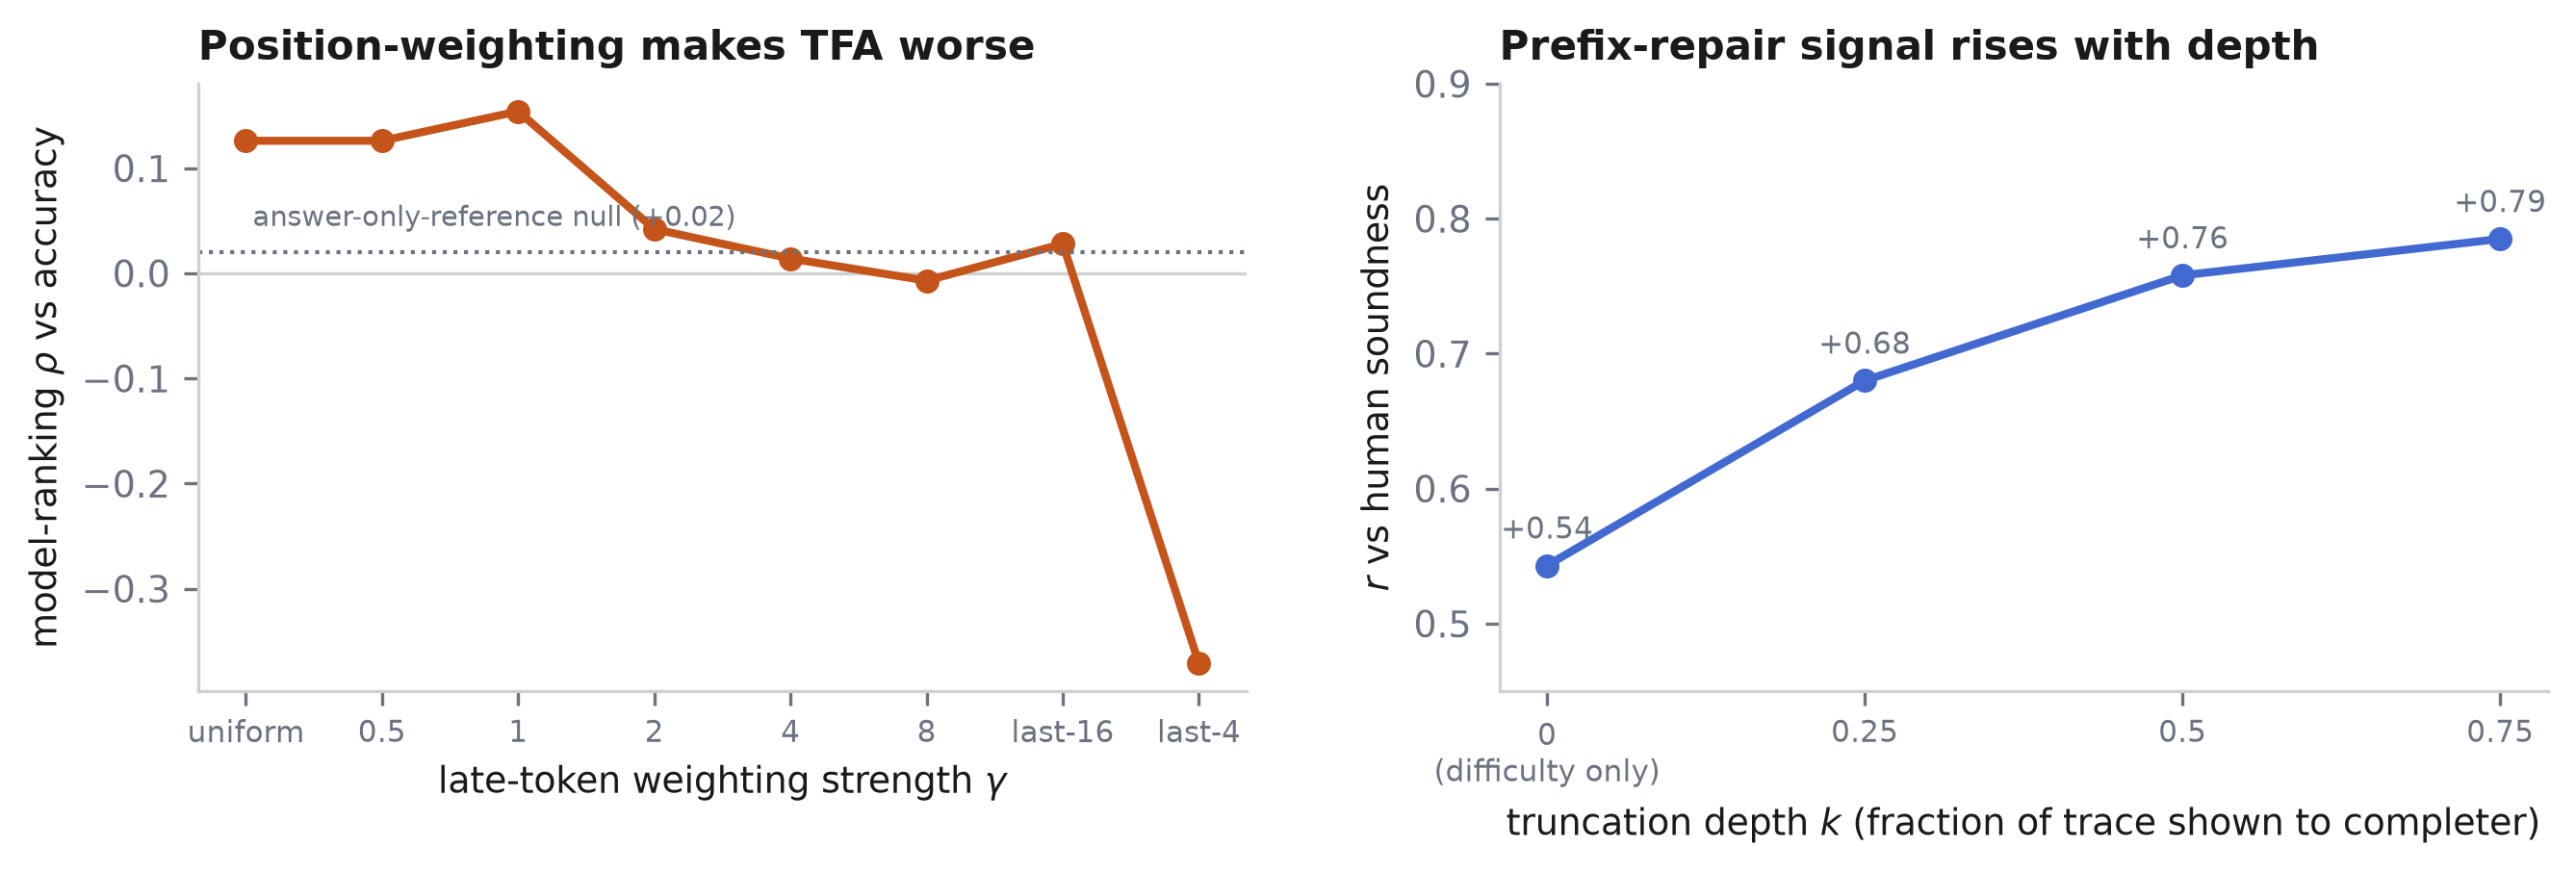 Position-weighting makes TFA worse
model-ranking ρ vs accuracy
0.1
0.0
−0.1
−0.2
−0.3
answer-only-reference null (+0.02)
uniform 0.5 1 2 4 8 last-16 last-4
late-token weighting strength γ
Prefix-repair signal rises with depth
r vs human soundness
0.9
0.8
0.7
0.6
0.5
+0.54
+0.68
+0.76
+0.79
0 0.25 0.5 0.75
(difficulty only)
truncation depth k (fraction of trace shown to completer)